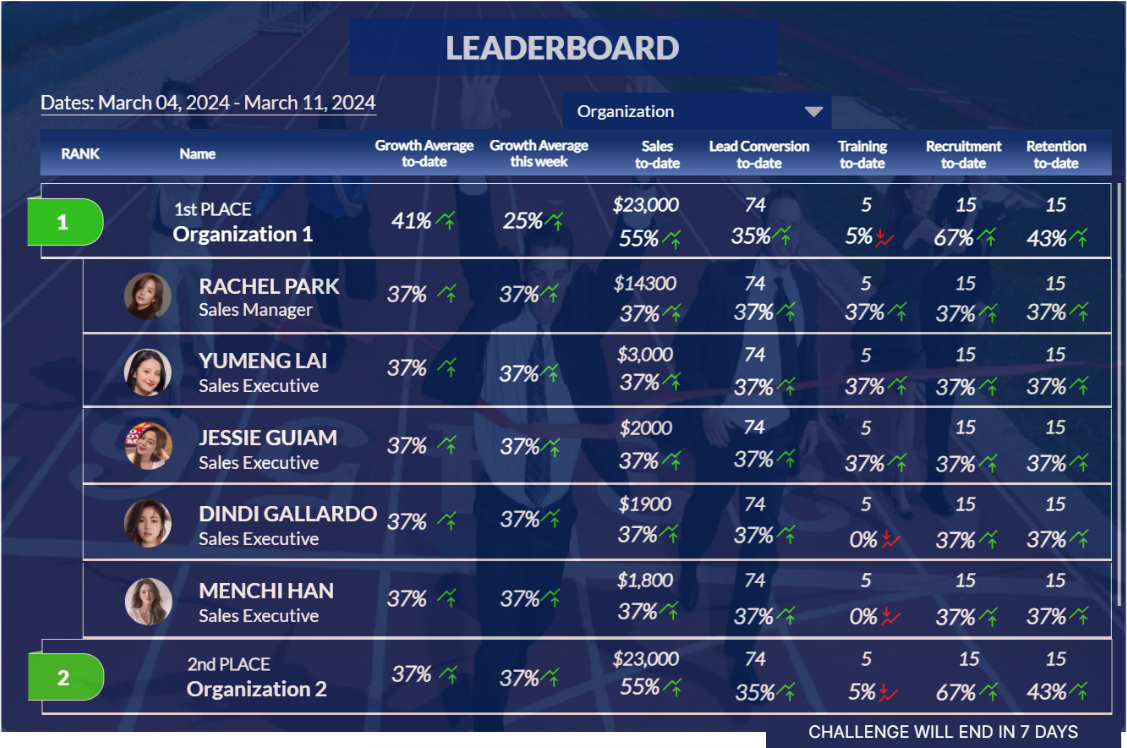 LEADERBOARD
Dates: March 04, 2024 - March 11, 2024
Organization
RANK Name Growth Average to-date Growth Average this week Sales to-date Lead Conversion to-date Training to-date Recruitment to-date Retention to-date
1 1st PLACE $23,000 74 5 15 15
Organization 1 41% 25% 55% 35% 5% 67% 43%
RACHEL PARK 37% 37% $14300 74 5 15 15
Sales Manager 37% 37% 37% 37% 37%
YUMENG LAI 37% 37% $3,000 74 5 15 15
Sales Executive 37% 37% 37% 37% 37%
JESSIE GUIAM 37% 37% $2000 74 5 15 15
Sales Executive 37% 37% 37% 37% 37%
DINDI GALLARDO 37% 37% $1900 74 5 15 15
Sales Executive 37% 37% 0% 37% 37%
MENCHI HAN 37% 37% $1,800 74 5 15 15
Sales Executive 37% 37% 0% 37% 37%
2 2nd PLACE 37% 37% $23,000 74 5 15 15
Organization 2 55% 35% 5% 67% 43%
CHALLENGE WILL END IN 7 DAYS